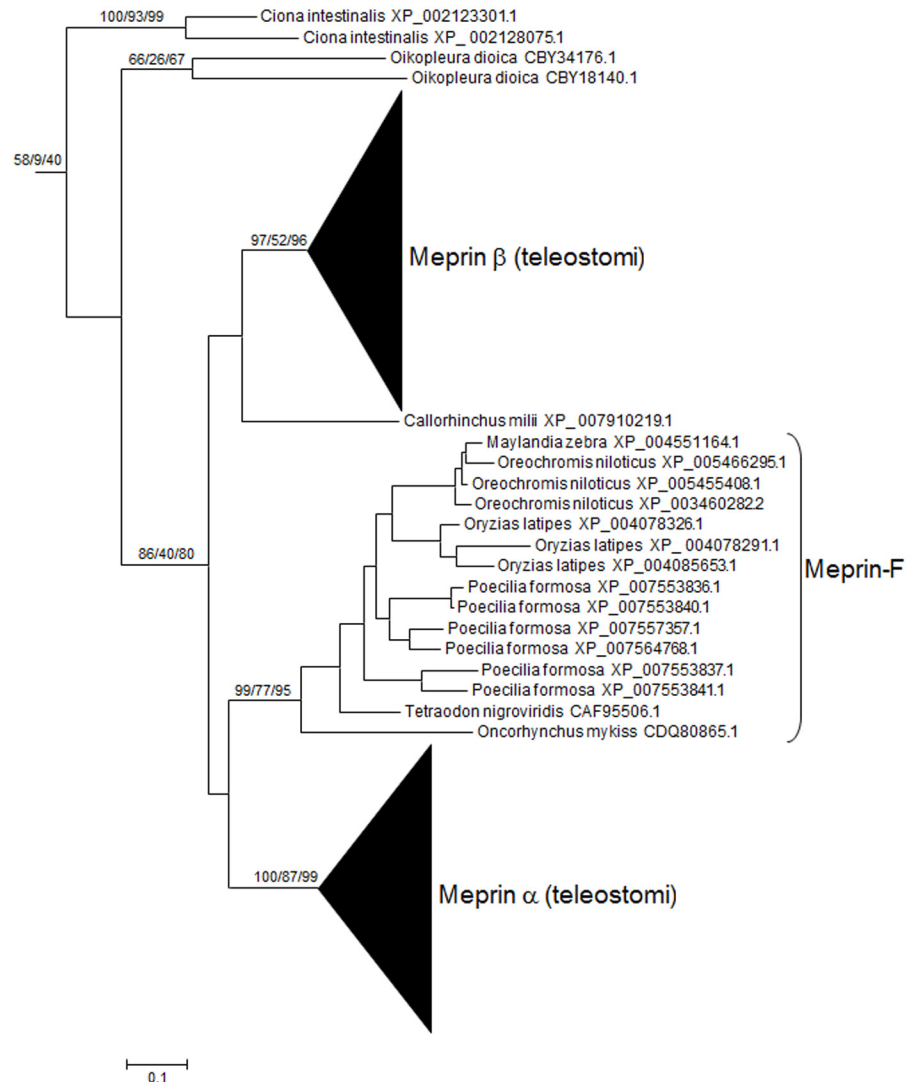 100/93/99
Ciona intestinalis XP_002123301.1
Ciona intestinalis XP_ 002128075.1
66/26/67
Oikopleura dioica CBY34176.1
Oikopleura dioica CBY18140.1
58/9/40
97/52/96
Meprin β (teleostomi)
Callorhinchus milii XP_007910219.1
Maylandia zebra XP_004551164.1
Oreochromis niloticus XP_005466295.1
Oreochromis niloticus XP_005455408.1
Oreochromis niloticus XP_003460282.2
Oryzias latipes XP_004078326.1
86/40/80
Oryzias latipes XP_ 004078291.1
Oryzias latipes XP_004085653.1
Meprin-F
Poecilia formosa XP_007553836.1
Poecilia formosa XP_007553840.1
Poecilia formosa XP_007557357.1
Poecilia formosa XP_007564768.1
Poecilia formosa XP_007553837.1
99/77/95
Poecilia formosa XP_007553841.1
Tetraodon nigroviridis CAF95506.1
Oncorhynchus mykiss CDQ80865.1
100/87/99
Meprin α (teleostomi)
0.1